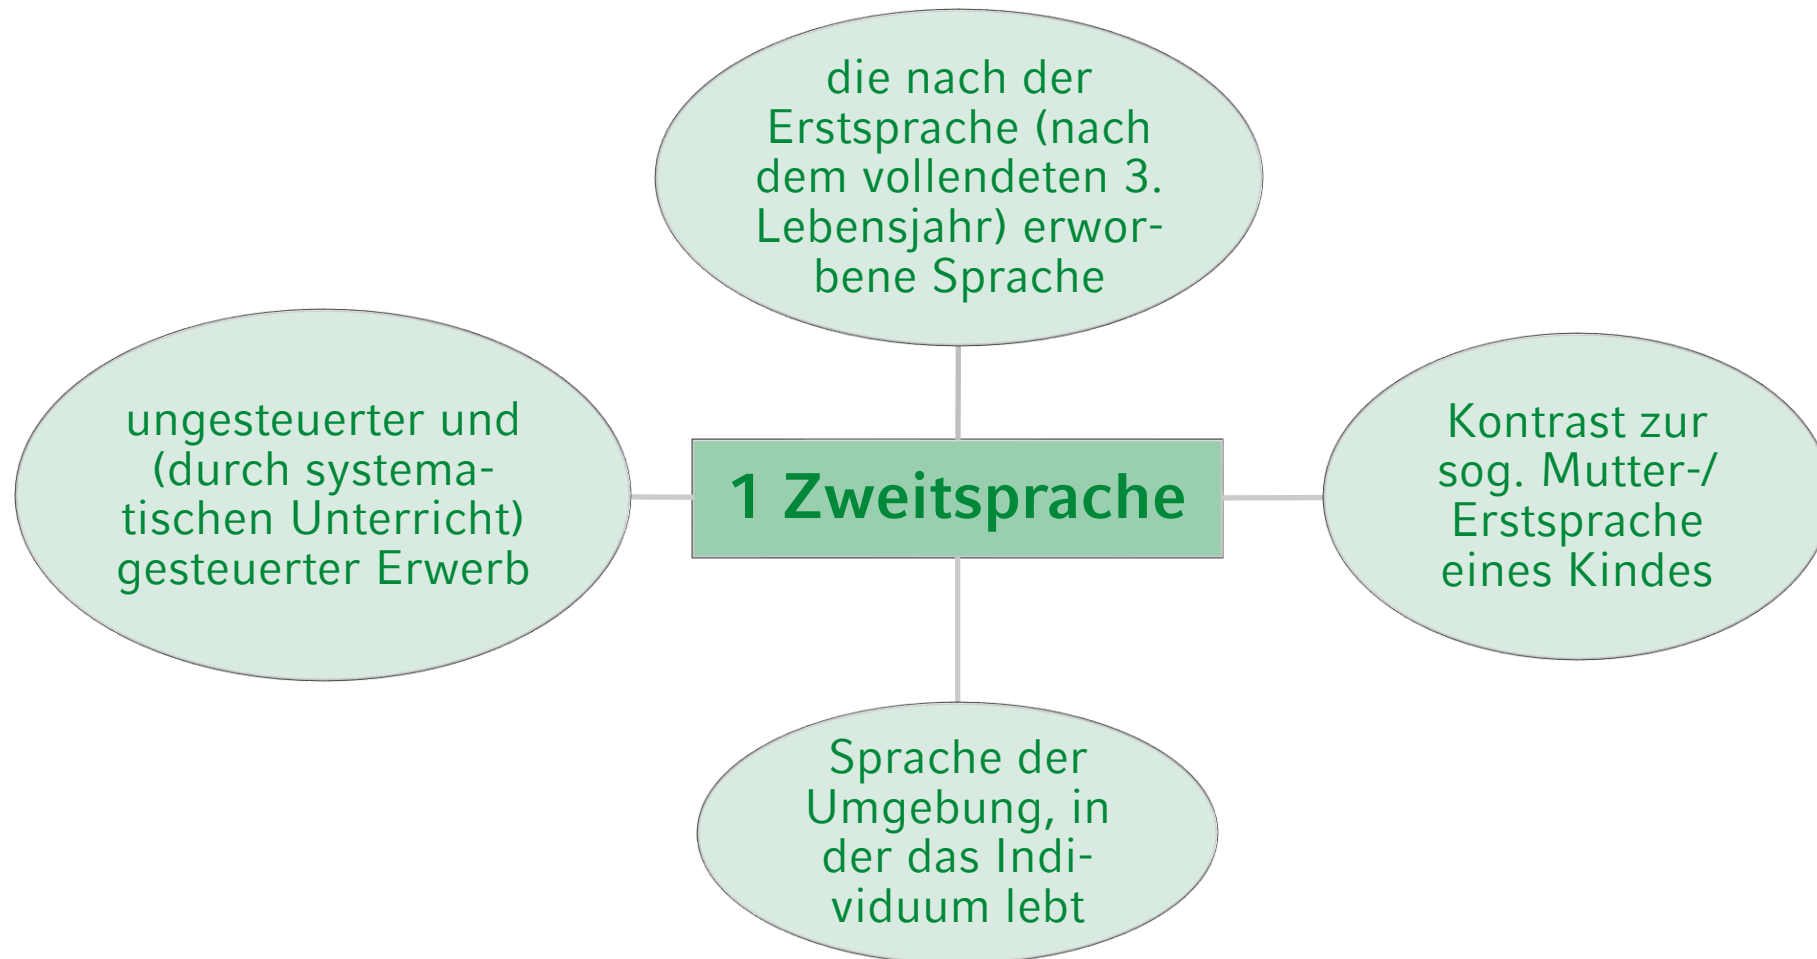 die nach der
Erstsprache (nach
dem vollendeten 3.
Lebensjahr) erwor-
bene Sprache
ungesteuerter und
(durch systema-
tischen Unterricht)
gesteuerter Erwerb
1 Zweitsprache
Kontrast zur
sog. Mutter-/
Erstsprache
eines Kindes
Sprache der
Umgebung, in
der das Indi-
viduum lebt